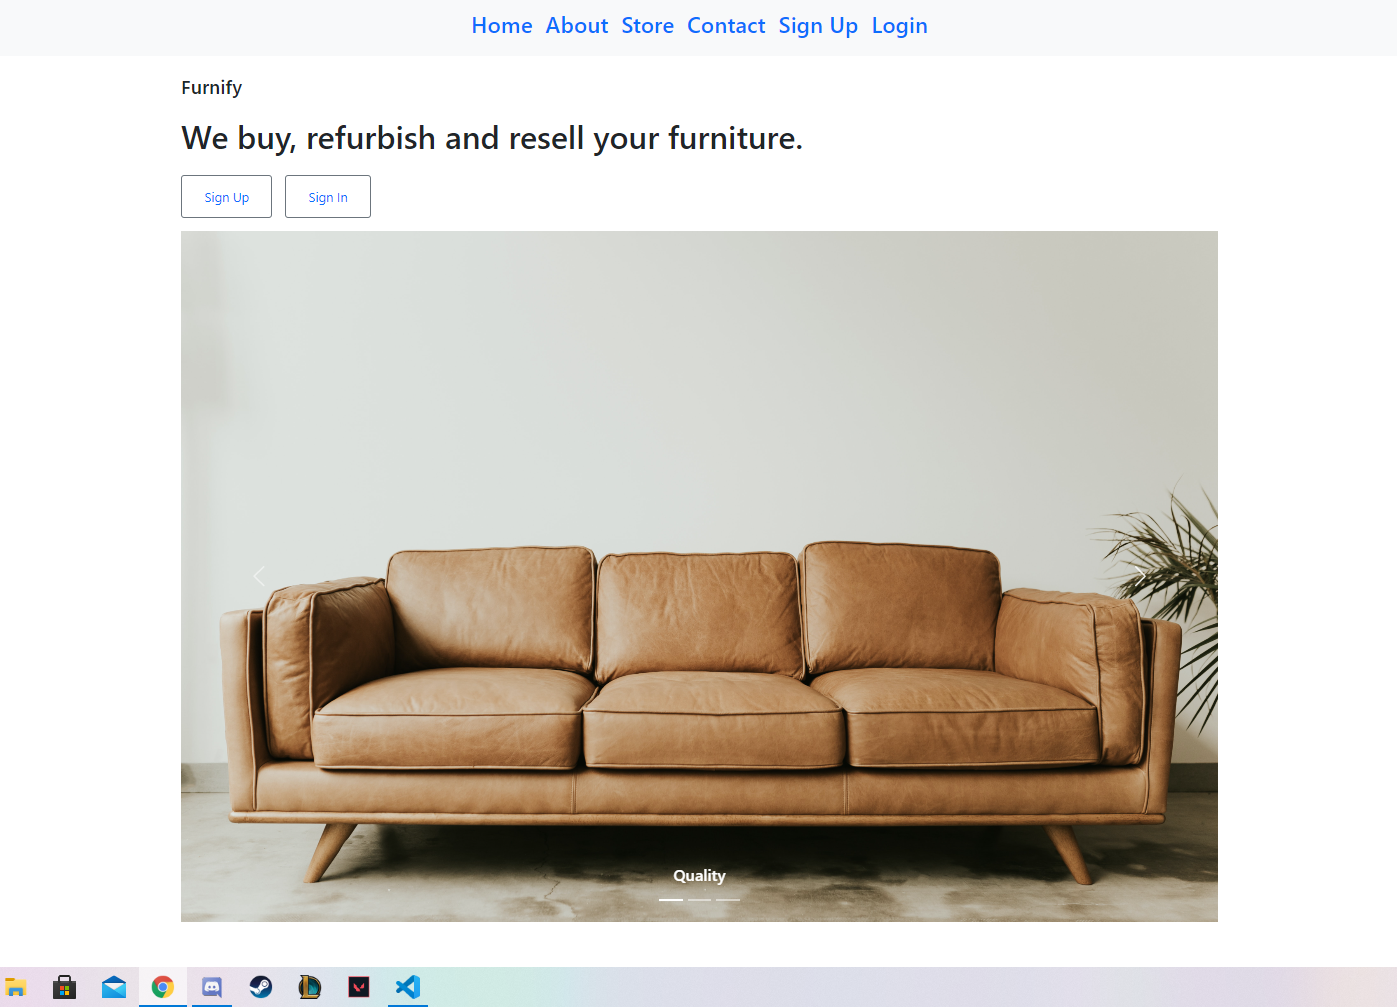 Home About Store Contact Sign Up Login
Furnify
We buy, refurbish and resell your furniture.
Sign Up Sign In
Quality